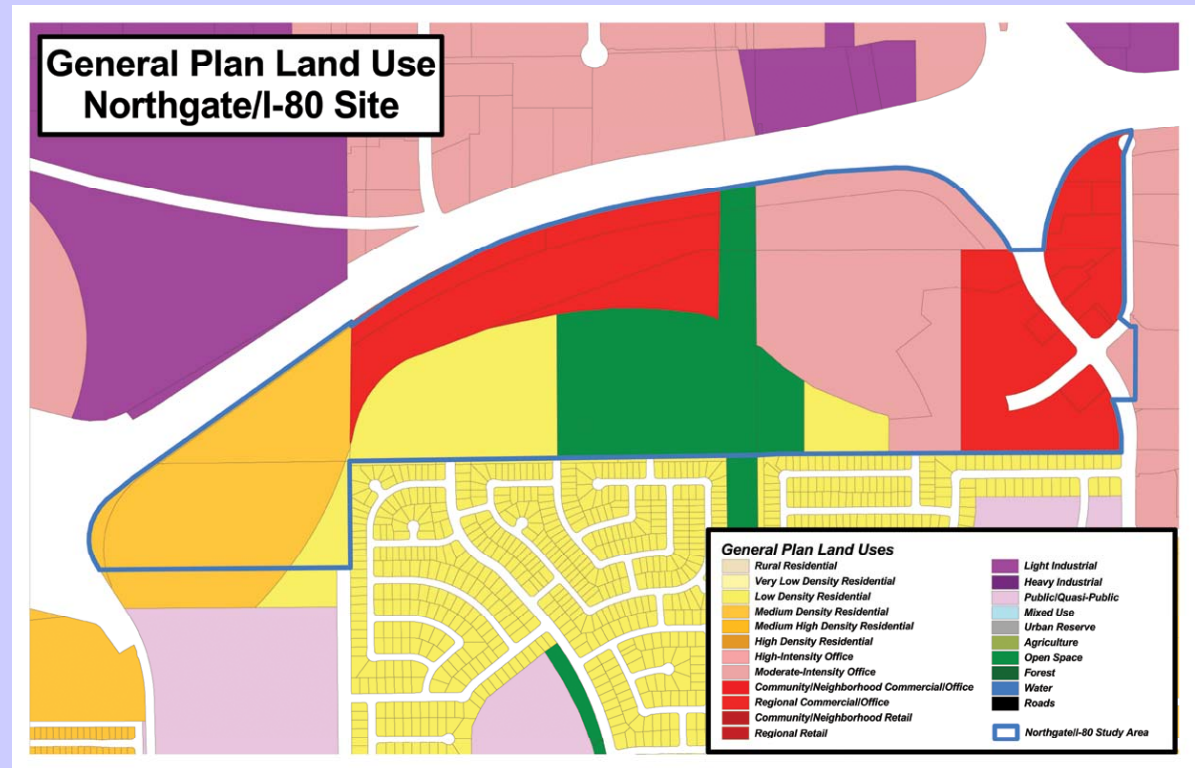 General Plan Land Use
Northgate/I-80 Site
General Plan Land Uses
Rural Residential
Very Low Density Residential
Low Density Residential
Medium Density Residential
Medium High Density Residential
High Density Residential
High-Intensity Office
Moderate-Intensity Office
Community/Neighborhood Commercial/Office
Regional Commercial/Office
Community/Neighborhood Retail
Regional Retail
Light Industrial
Heavy Industrial
Public/Quasi-Public
Mixed Use
Urban Reserve
Agriculture
Open Space
Forest
Water
Roads
Northgate/I-80 Study Area